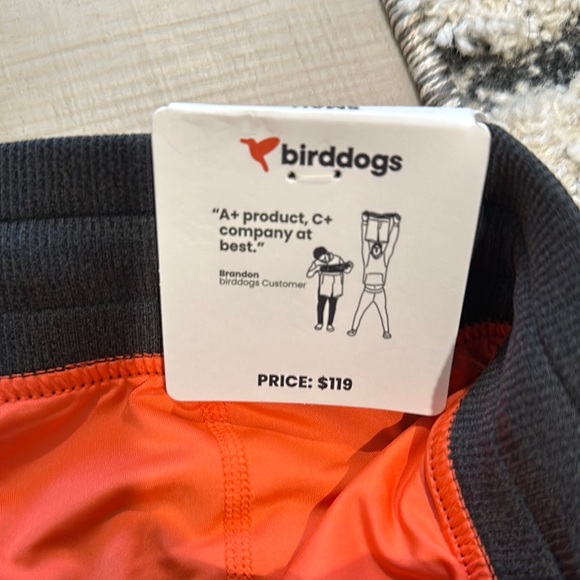 birddogs
“A+ product, C+
company at
best.”
Brandon
birddogs Customer
PRICE: $119